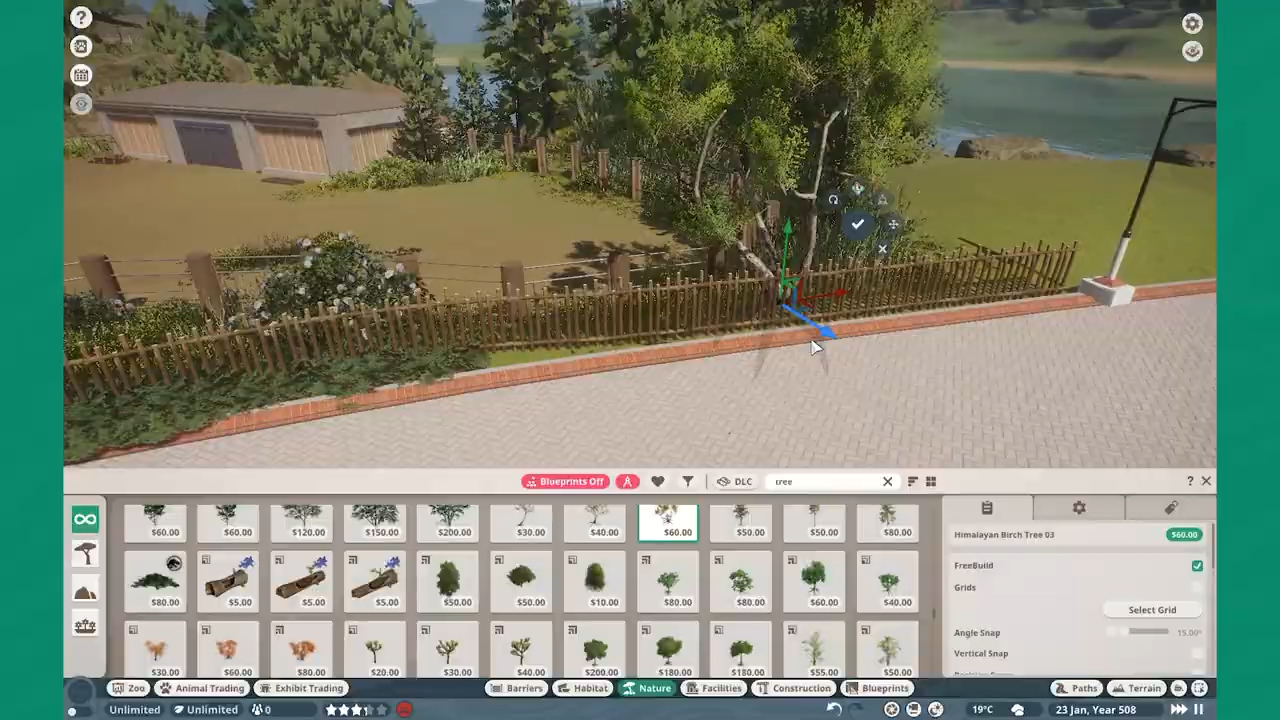 Blueprints Off DLC tree
$60.00 $60.00 $120.00 $150.00 $200.00 $30.00 $40.00 $60.00 $50.00 $50.00 $80.00
Himalayan Birch Tree 03 $60.00
FreeBuild
$80.00 $5.00 $5.00 $5.00 $50.00 $50.00 $10.00 $80.00 $80.00 $60.00 $40.00
Grids
Select Grid
Angle Snap 15.00°
Vertical Snap
$30.00 $60.00 $80.00 $20.00 $30.00 $40.00 $200.00 $180.00 $180.00 $55.00 $50.00
Zoo Animal Trading Exhibit Trading Barriers Habitat Nature Facilities Construction Blueprints Paths Terrain
Unlimited Unlimited 0 19°C 23 Jan, Year 508